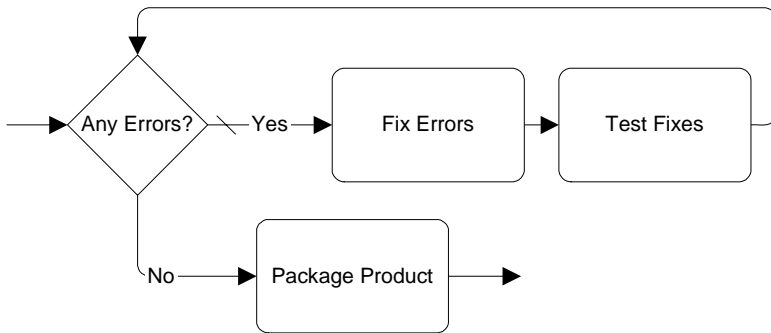 Any Errors?
Yes
Fix Errors
Test Fixes
No
Package Product